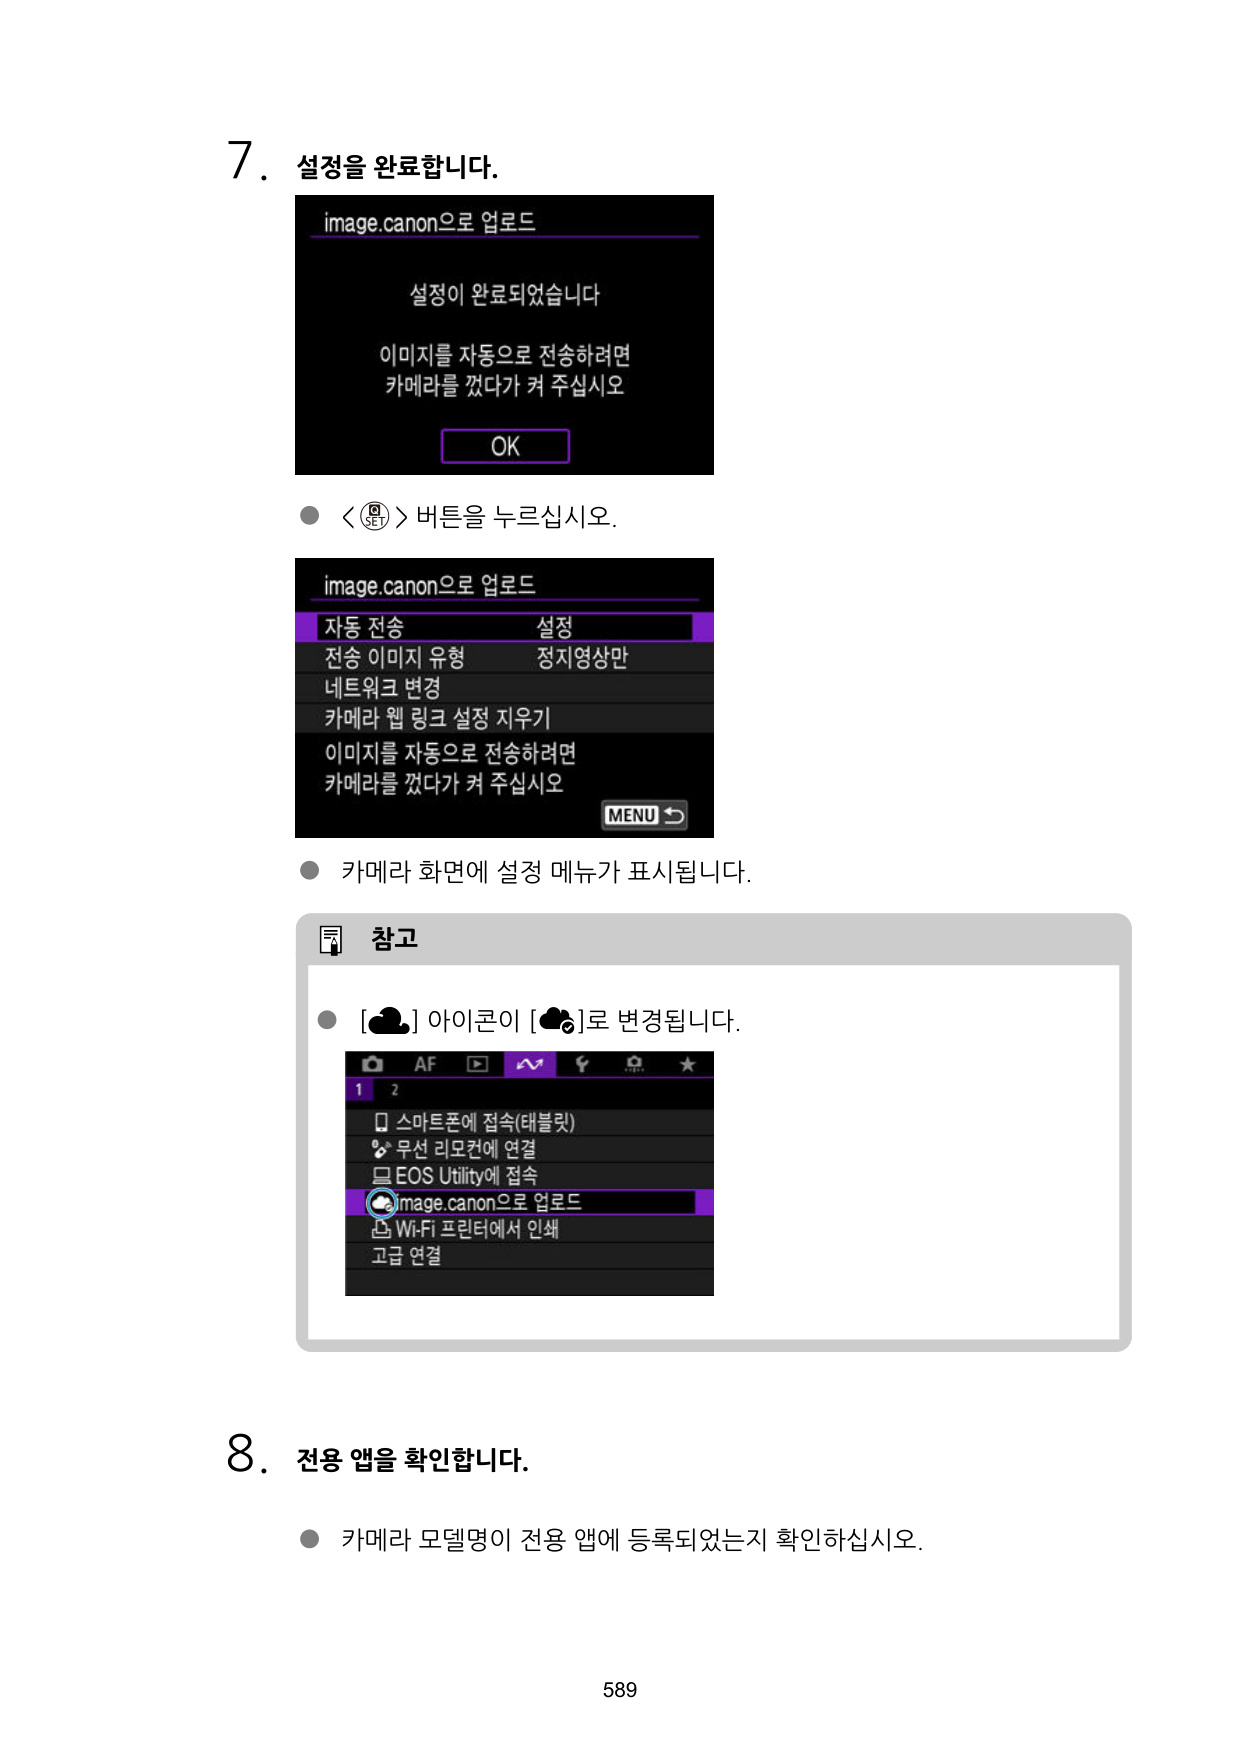 7. 설정을 완료합니다.
image.canon으로 업로드
설정이 완료되었습니다
이미지를 자동으로 전송하려면
카메라를 껐다가 켜 주십시오
OK
● < SET > 버튼을 누르십시오.
image.canon으로 업로드
자동 전송 설정
전송 이미지 유형 정지영상만
네트워크 변경
카메라 웹 링크 설정 지우기
이미지를 자동으로 전송하려면
카메라를 껐다가 켜 주십시오
MENU
● 카메라 화면에 설정 메뉴가 표시됩니다.
참고
● [ ] 아이콘이 [ ]로 변경됩니다.
AF
1 2
스마트폰에 접속(태블릿)
무선 리모컨에 연결
EOS Utility에 접속
image.canon으로 업로드
Wi-Fi 프린터에서 인쇄
고급 연결
8. 전용 앱을 확인합니다.
● 카메라 모델명이 전용 앱에 등록되었는지 확인하십시오.
589